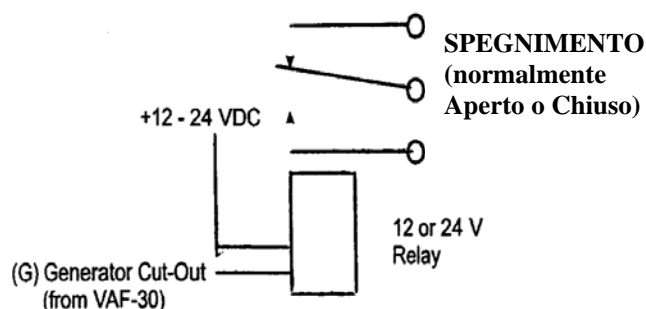 SPEGNIMENTO
(normalmente
Aperto o Chiuso)
+12 - 24 VDC
12 or 24 V
Relay
(G) Generator Cut-Out
(from VAF-30)